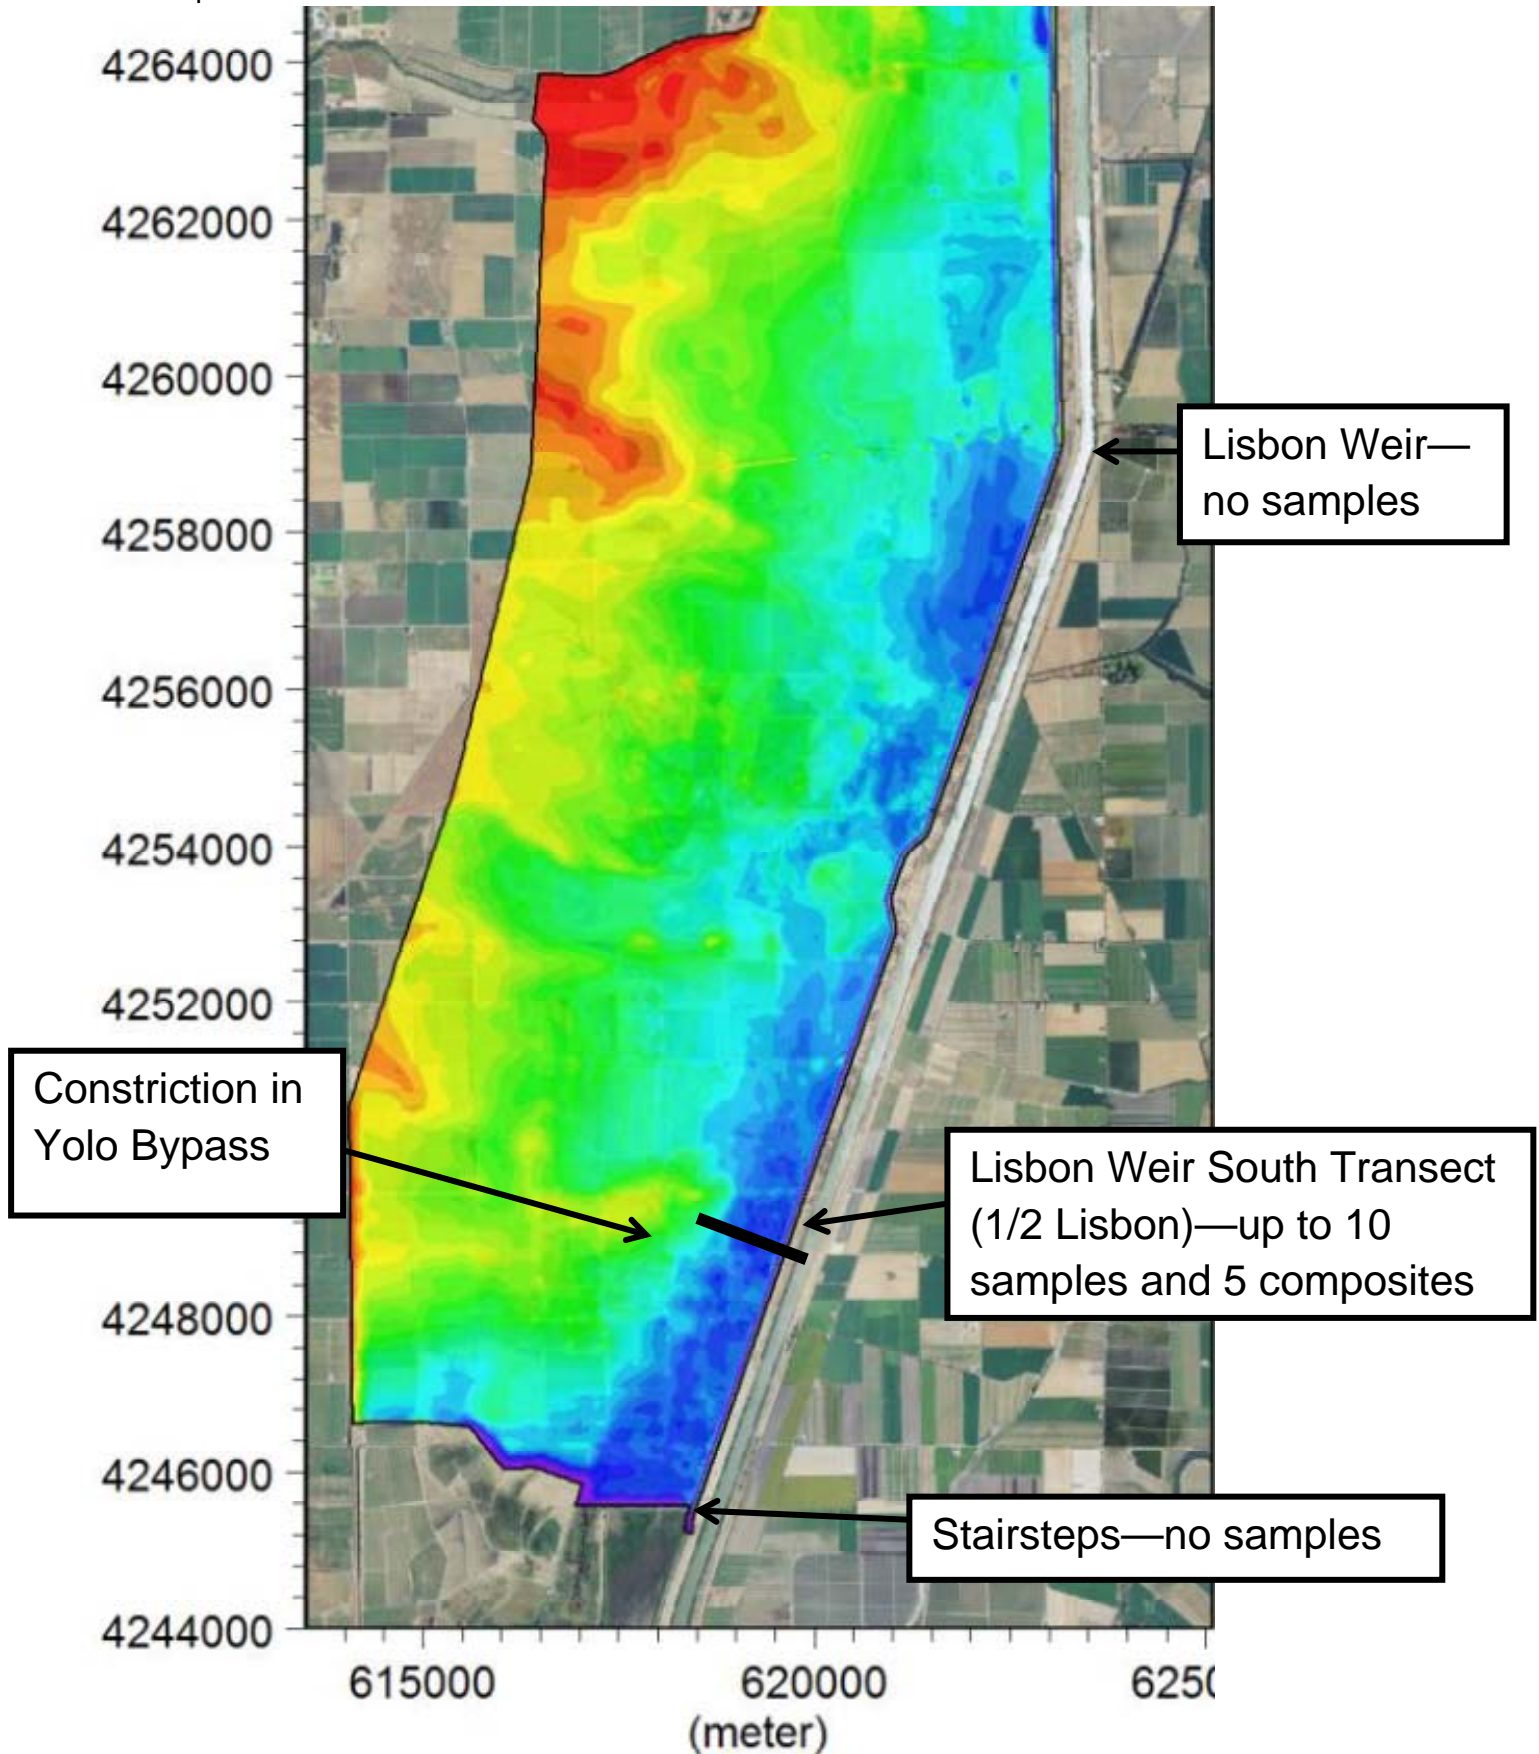 4264000
4262000
4260000
Lisbon Weir—
no samples
4258000
4256000
4254000
4252000
Constriction in
Yolo Bypass
Lisbon Weir South Transect
(1/2 Lisbon)—up to 10
samples and 5 composites
4248000
4246000
Stairsteps—no samples
4244000
615000
620000
6250
(meter)